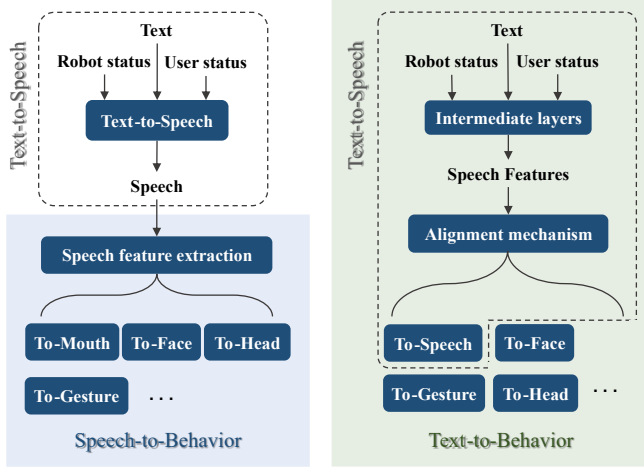 Text
Robot status User status
Text-to-Speech
Text-to-Speech
Speech
Speech feature extraction
To-Mouth To-Face To-Head
To-Gesture ...
Speech-to-Behavior
Text
Robot status User status
Text-to-Speech
Intermediate layers
Speech Features
Alignment mechanism
To-Speech To-Face
To-Gesture To-Head ...
Text-to-Behavior